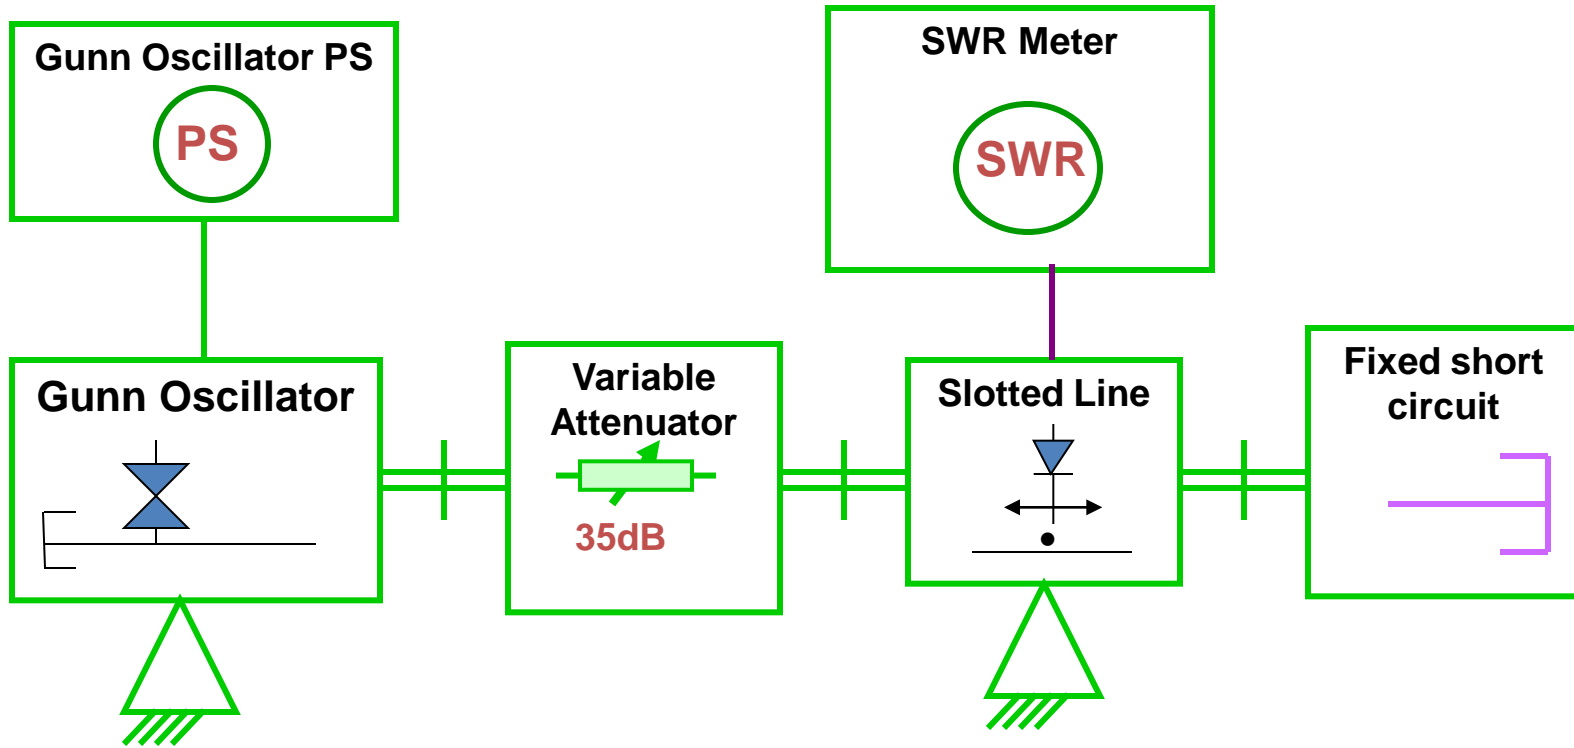 Gunn Oscillator PS
PS
SWR Meter
SWR
Gunn Oscillator
Variable
Attenuator
35dB
Slotted Line
Fixed short
circuit